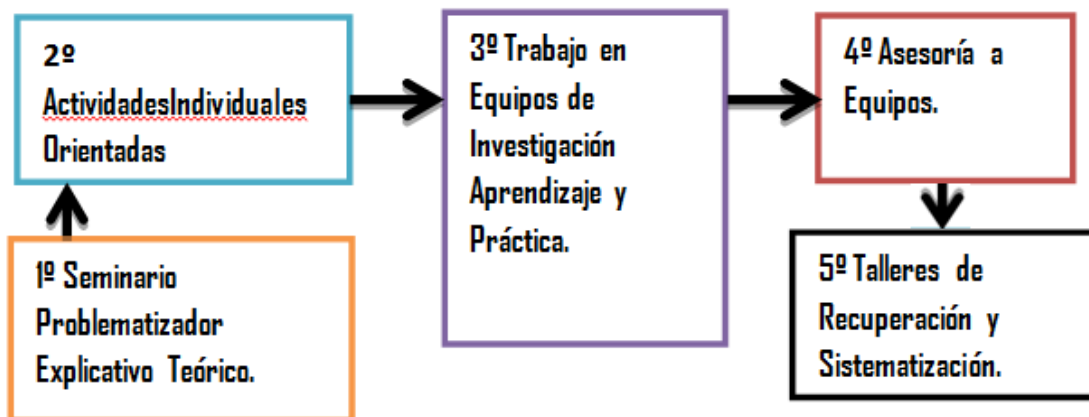 1º Seminario
Problematizador
Explicativo Teórico.
2º
ActividadesIndividuales
Orientadas
3º Trabajo en
Equipos de
Investigación
Aprendizaje y
Práctica.
4º Asesoría a
Equipos.
5º Talleres de
Recuperación y
Sistematización.